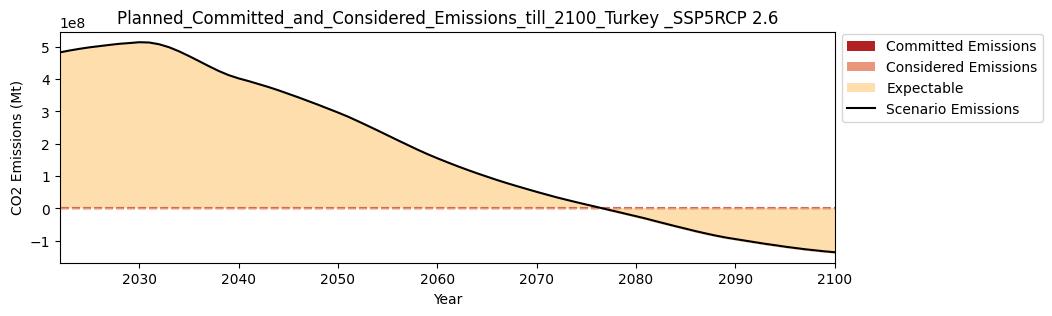 Planned_Committed_and_Considered_Emissions_till_2100_Turkey _SSP5RCP 2.6
1e8
5
4
3
2
1
0
−1
CO2 Emissions (Mt)
2030 2040 2050 2060 2070 2080 2090 2100
Year
Committed Emissions
Considered Emissions
Expectable
Scenario Emissions